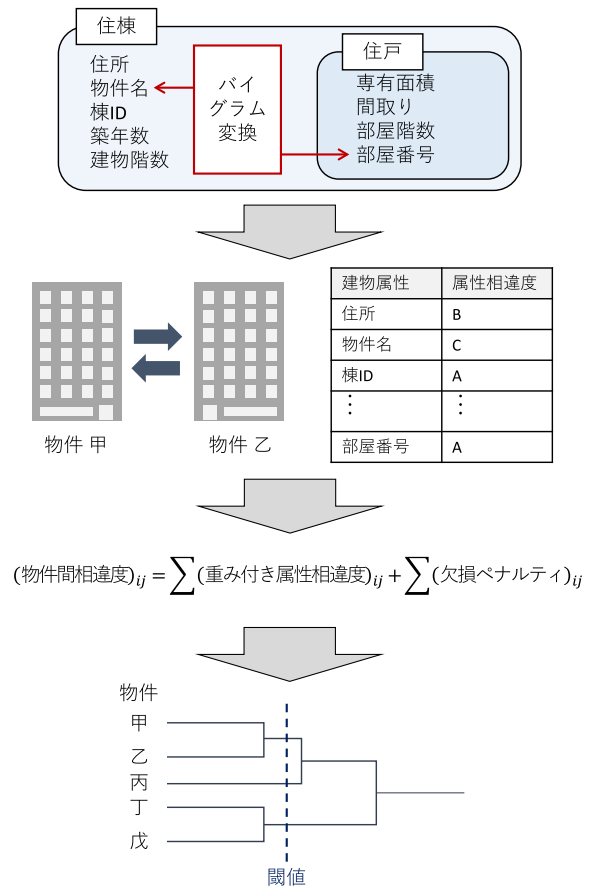 住棟
住所
物件名
棟ID
築年数
建物階数
バイ
グラム
変換
住戸
専有面積
間取り
部屋階数
部屋番号
物件 甲
物件 乙
建物属性 属性相違度
住所 B
物件名 C
棟ID A
⋮ ⋮
部屋番号 A
(物件間相違度)ij = ∑(重み付き属性相違度)ij + ∑(欠損ペナルティ)ij
物件
甲
乙
丙
丁
戊
閾値